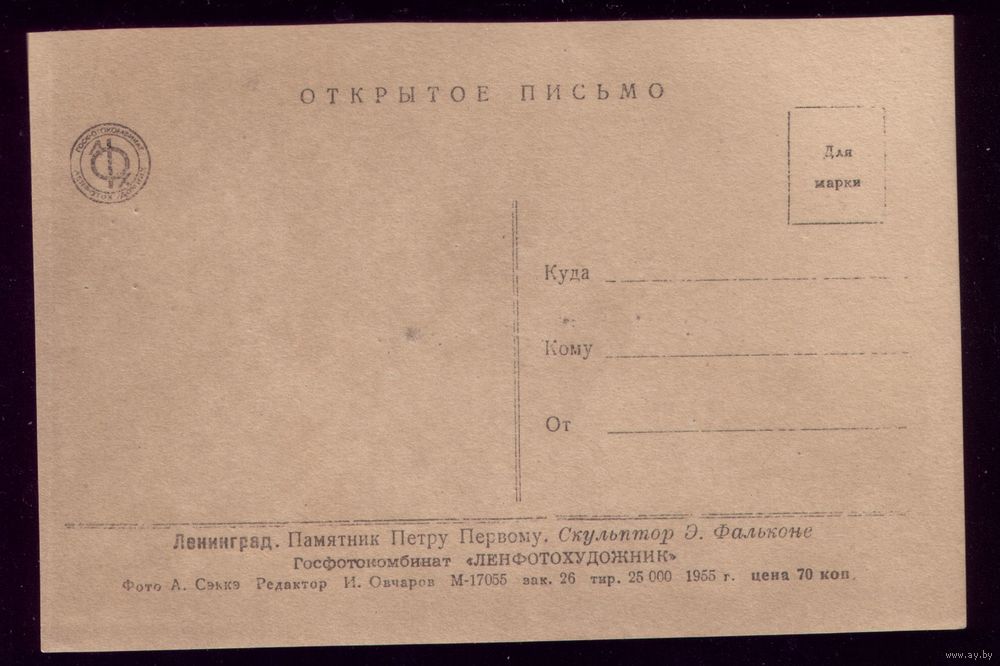 ОТКРЫТОЕ ПИСЬМО
Для
марки
Куда
Кому
От
Ленинград. Памятник Петру Первому. Скульптор Э. Фальконе
Госфотокомбинат «ЛЕНФОТОХУДОЖНИК»
Фото А. Сэккэ Редактор И. Овчаров М-17055 зак. 26 тир. 25 000 1955 г. цена 70 коп.
www.ay.by